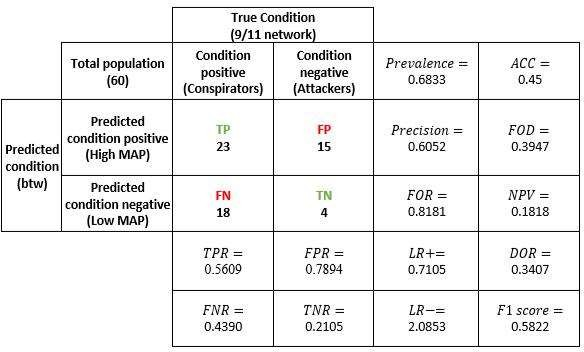 True Condition
(9/11 network)
Total population
(60)
Condition
positive
(Conspirators)
Condition
negative
(Attackers)
Prevalence =
0.6833
ACC =
0.45
Predicted
condition
(btw)
Predicted
condition positive
(High MAP)
TP
23
FP
15
Precision =
0.6052
FOD =
0.3947
Predicted
condition negative
(Low MAP)
FN
18
TN
4
FOR =
0.8181
NPV =
0.1818
TPR =
0.5609
FPR =
0.7894
LR+=
0.7105
DOR =
0.3407
FNR =
0.4390
TNR =
0.2105
LR−=
2.0853
F1 score =
0.5822